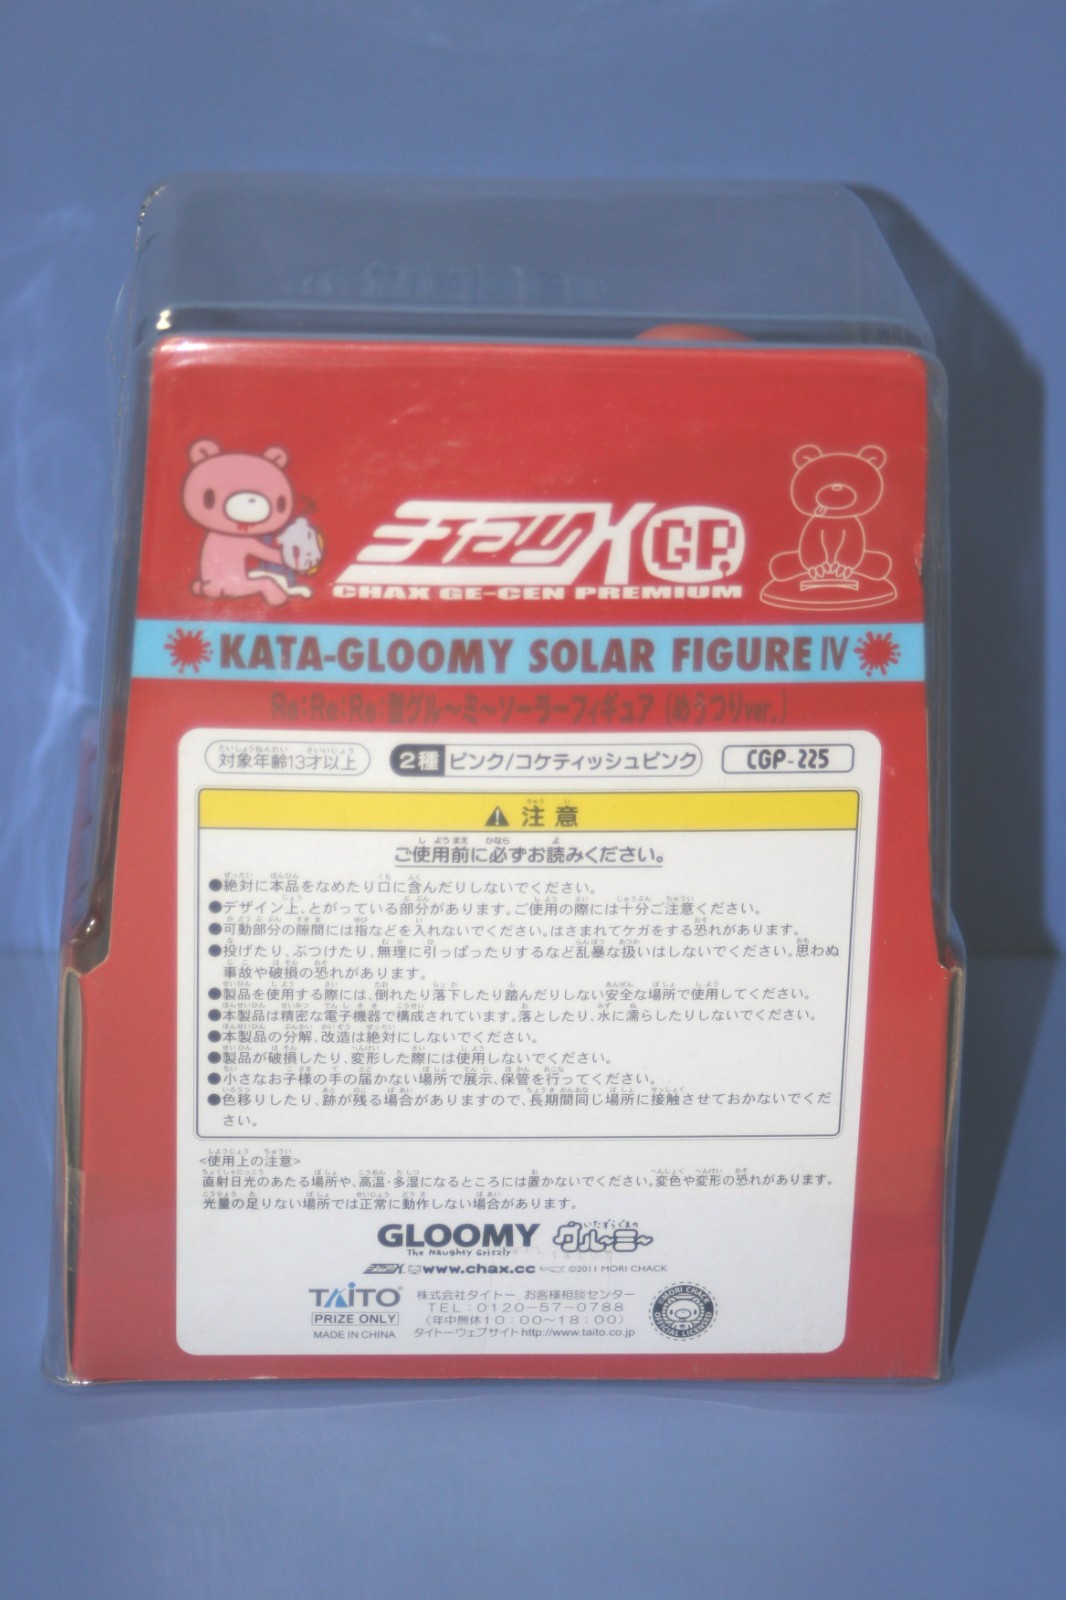 チャックスGP
CHAX GE-CEN PREMIUM
KATA-GLOOMY SOLAR FIGURE IV
Re:Re:Re:型グル〜ミ〜ソーラーフィギュア (めうつりver.)
対象年齢13才以上 2種 ピンク/コケティッシュピンク CGP-225
注意
ご使用前に必ずお読みください。
●絶対に本品をなめたり口に含んだりしないでください。
●デザイン上、とがっている部分があります。ご使用の際には十分ご注意ください。
●可動部分の隙間には指などを入れないでください。はさまれてケガをする恐れがあります。
●投げたり、ぶつけたり、無理に引っぱったりするなど乱暴な扱いはしないでください。思わぬ
事故や破損の恐れがあります。
●製品を使用する際には、倒れたり落下したり踏んだりしない安全な場所で使用してください。
●本製品は精密な電子機器で構成されています。落としたり、水に濡らしたりしないでください。
●本製品の分解、改造は絶対にしないでください。
●製品が破損したり、変形した際には使用しないでください。
●小さなお子様の手の届かない場所で展示、保管を行ってください。
●色移りしたり、跡が残る場合がありますので、長期間同じ場所に接触させておかないでくだ
さい。
<使用上の注意>
直射日光のあたる場所や、高温・多湿になるところには置かないでください。変色や変形の恐れがあります。
光量の足りない場所では正常に動作しない場合があります。
GLOOMY いたずらぐまのグル〜ミ〜
The Naughty Grizzly
www.chax.cc ©2011 MORI CHACK
TAITO 株式会社タイトー お客様相談センター
PRIZE ONLY TEL:0120-57-0788
(年中無休10:00〜18:00)
MADE IN CHINA タイトーウェブサイトhttp://www.taito.co.jp
©MORI CHACK OFFICIAL LICENSED